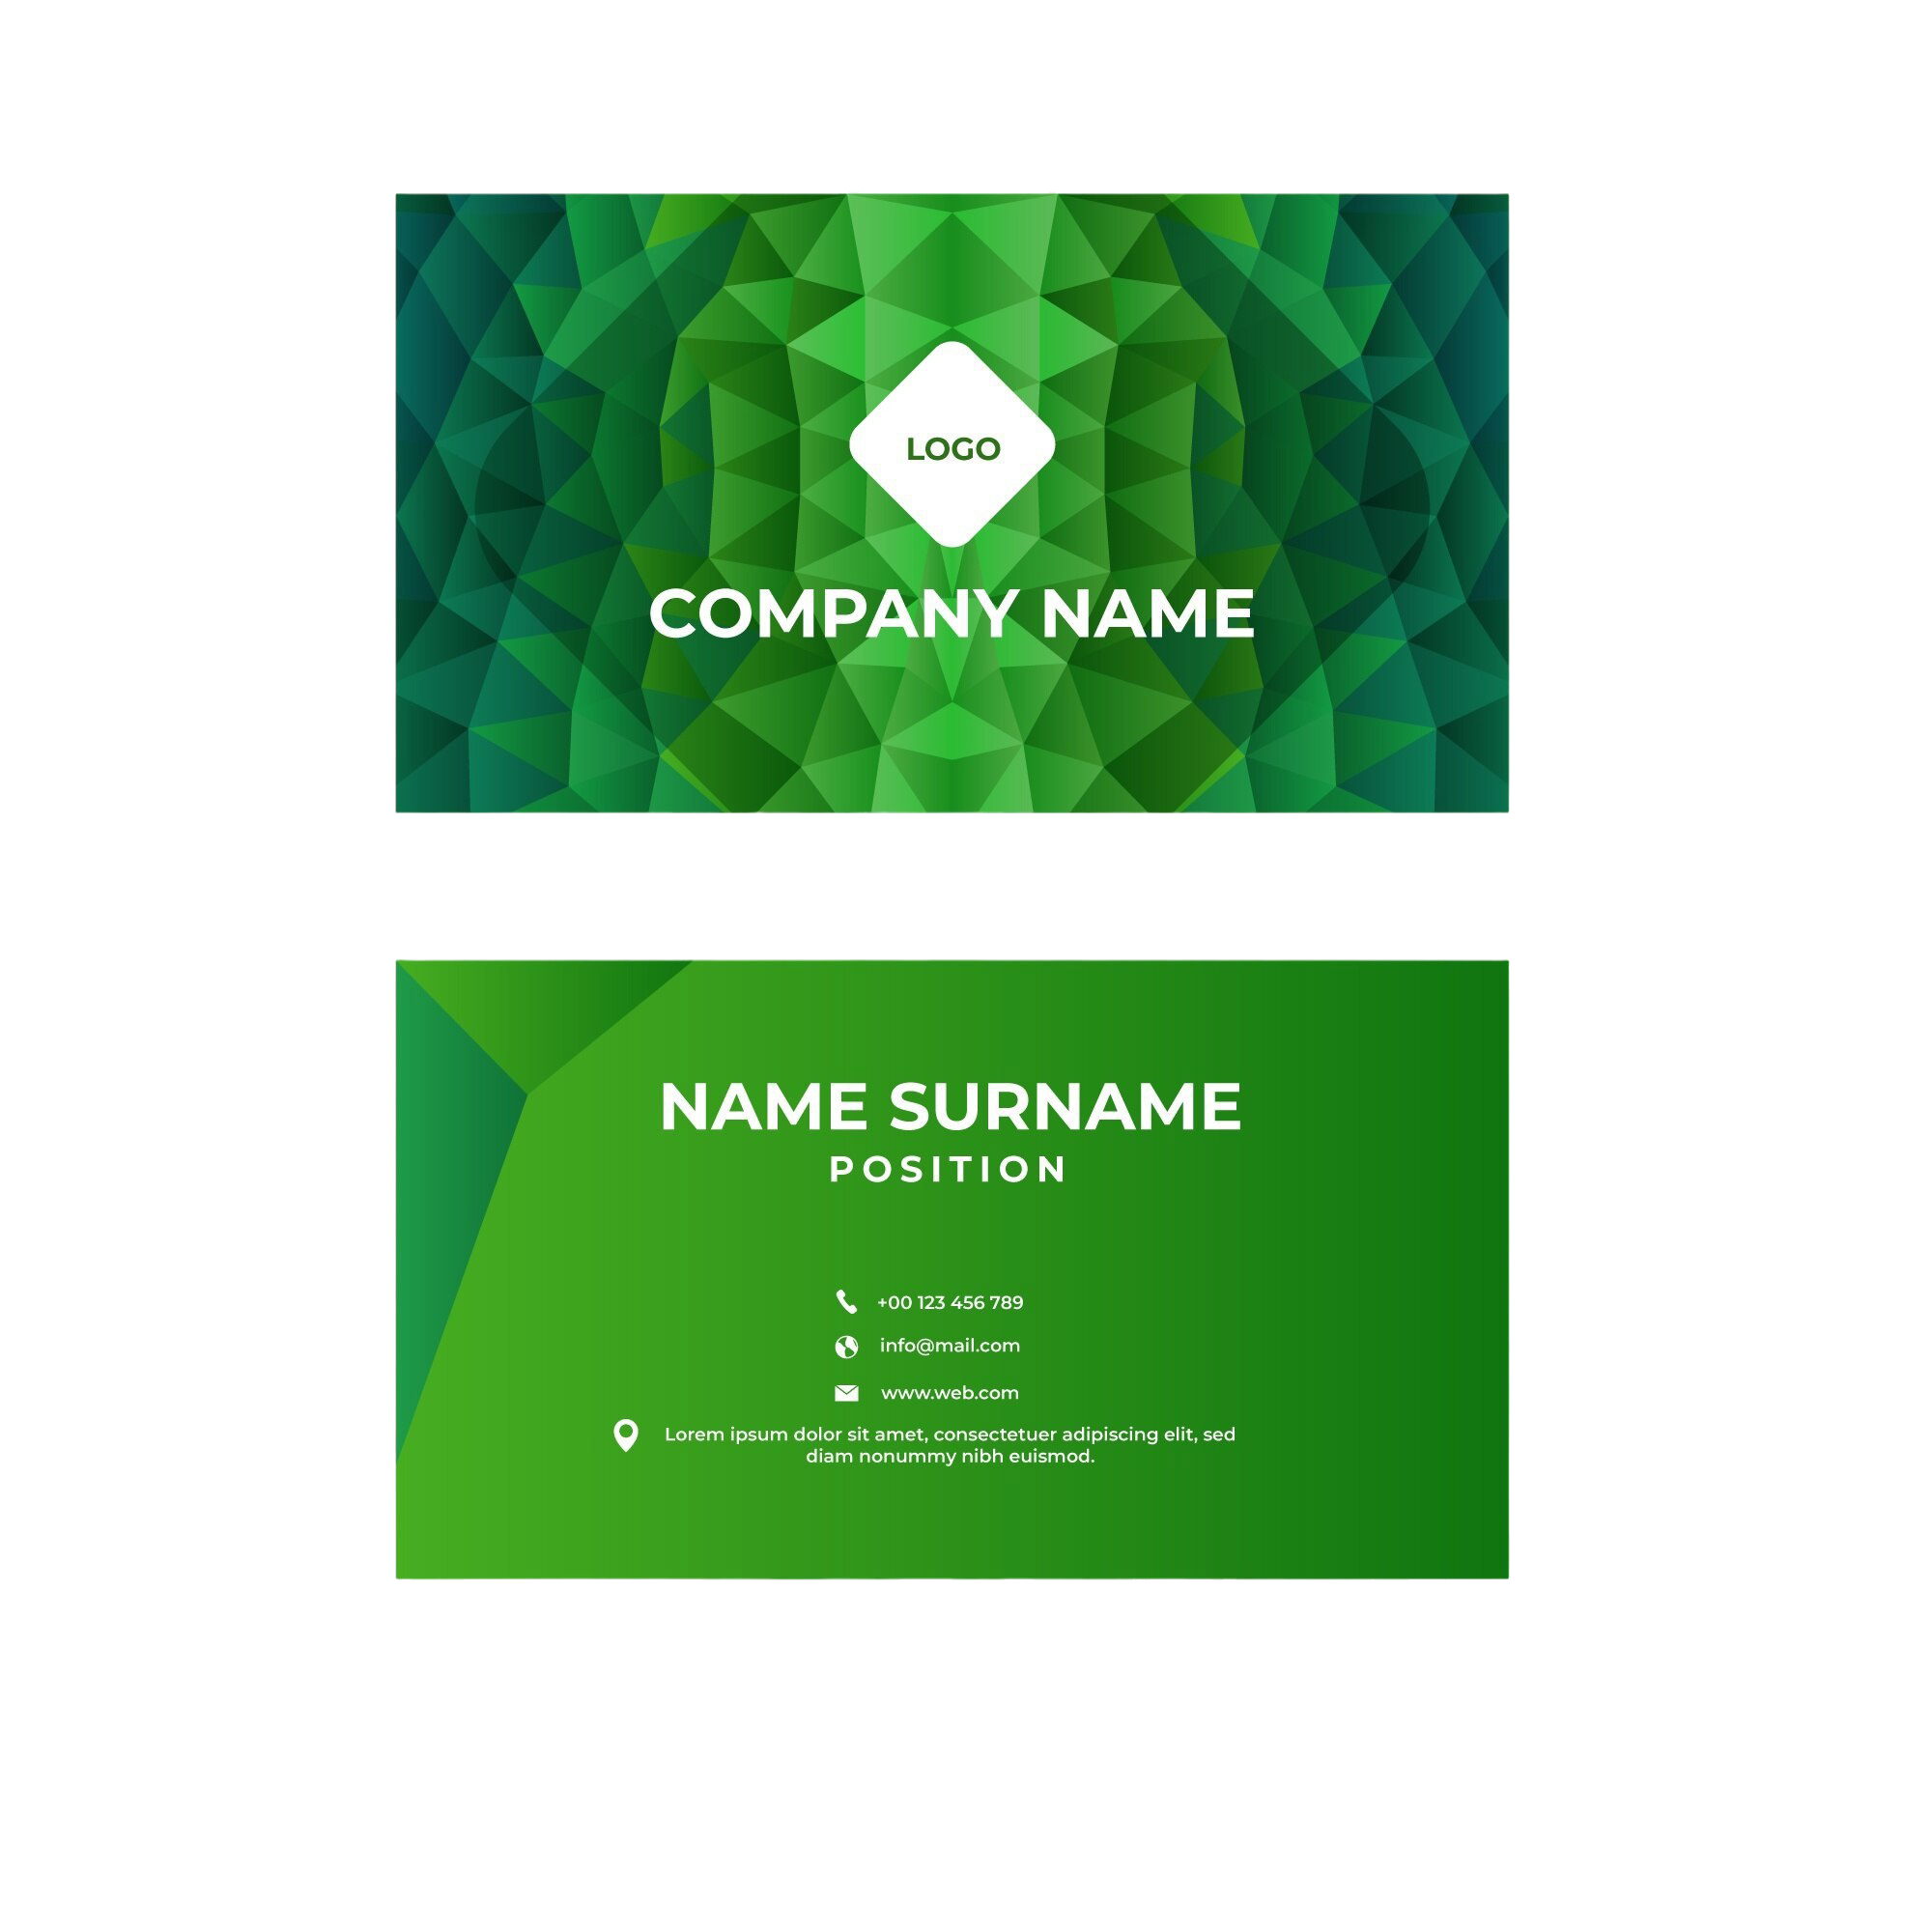 LOGO
COMPANY NAME
NAME SURNAME
POSITION
+00 123 456 789
info@mail.com
www.web.com
Lorem ipsum dolor sit amet, consectetuer adipiscing elit, sed
diam nonummy nibh euismod.